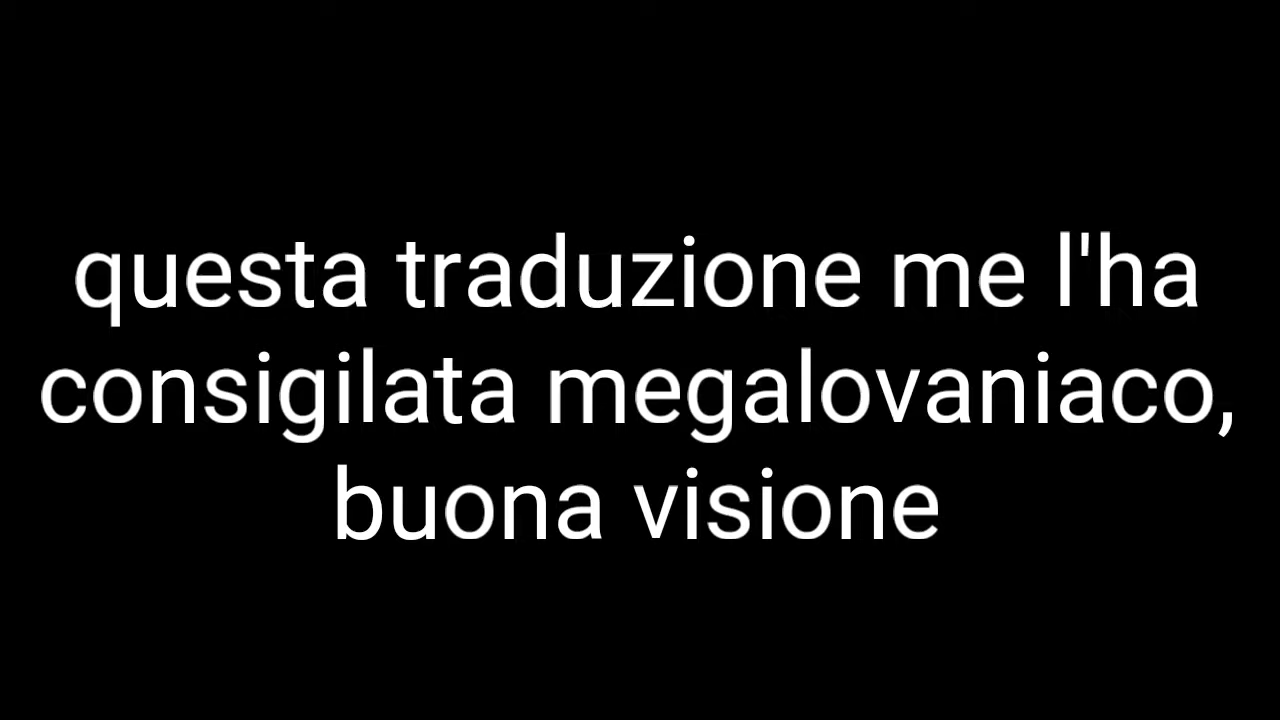 questa traduzione me l'ha
consigilata megalovaniaco,
buona visione